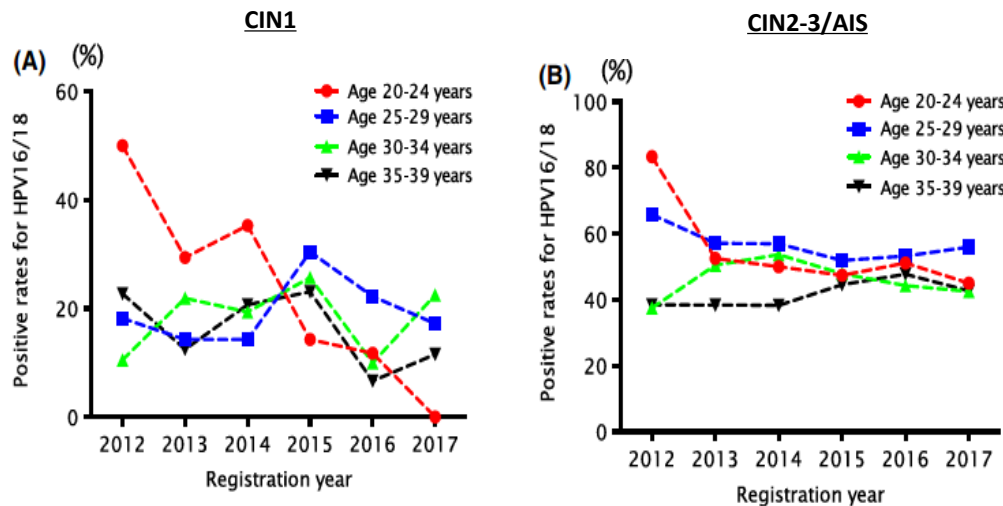 CIN1
(A)
(%)
Age 20-24 years
Age 25-29 years
Age 30-34 years
Age 35-39 years
Positive rates for HPV16/18
60
40
20
0
2012 2013 2014 2015 2016 2017
Registration year
CIN2-3/AIS
(B)
(%)
Age 20-24 years
Age 25-29 years
Age 30-34 years
Age 35-39 years
Positive rates for HPV16/18
100
80
60
40
20
0
2012 2013 2014 2015 2016 2017
Registration year